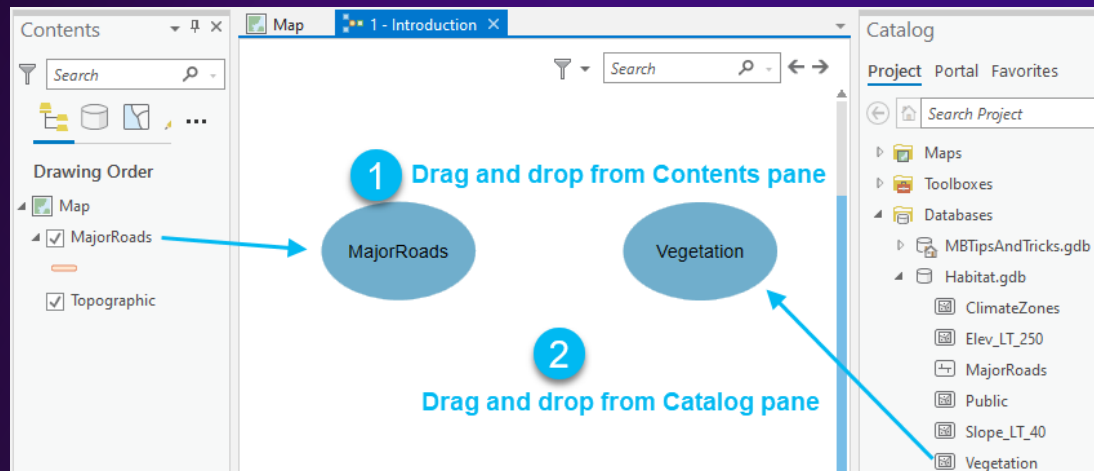 Contents
Search
Drawing Order
Map
MajorRoads
Topographic
Map
1 - Introduction
Search
1 Drag and drop from Contents pane
MajorRoads
Vegetation
2
Drag and drop from Catalog pane
Catalog
Project Portal Favorites
Search Project
Maps
Toolboxes
Databases
MBTipsAndTricks.gdb
Habitat.gdb
ClimateZones
Elev_LT_250
MajorRoads
Public
Slope_LT_40
Vegetation